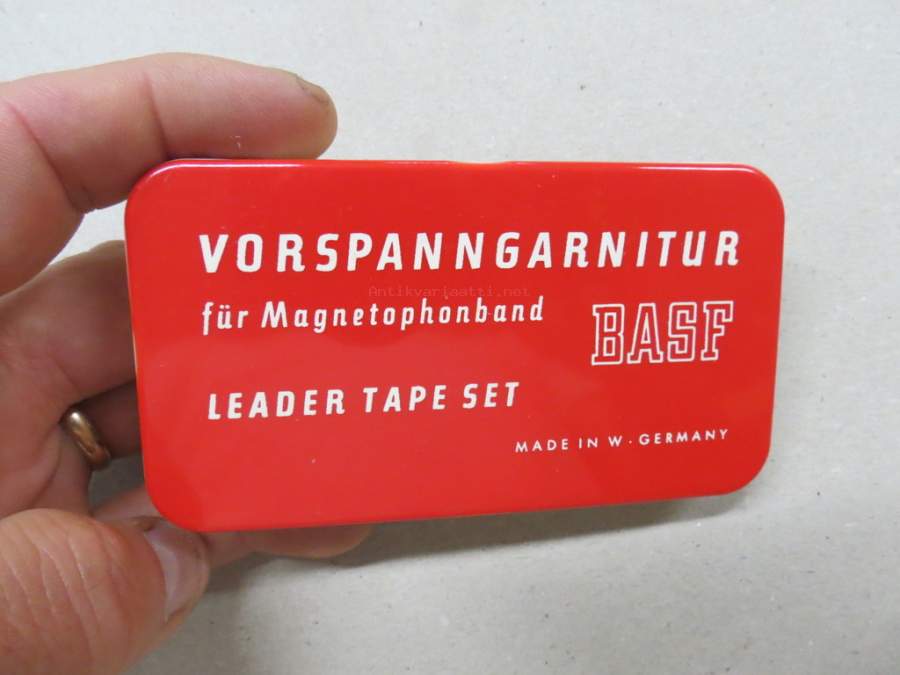 VORSPANNGARNITUR
Antikvariaatti.net
für Magnetophonband
BASF
LEADER TAPE SET
MADE IN W · GERMANY